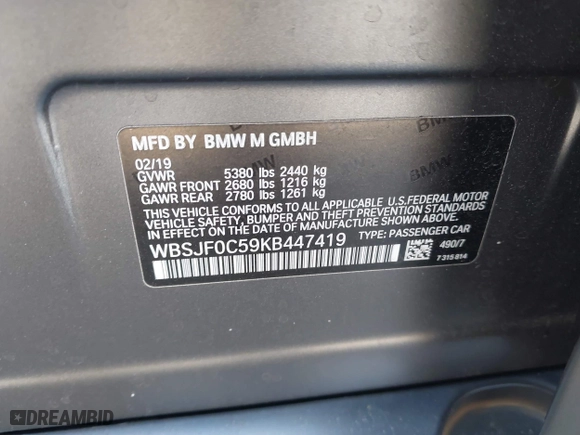 MFD BY BMW M GMBH
02/19
GVWR 5380 lbs 2440 kg
GAWR FRONT 2680 lbs 1216 kg
GAWR REAR 2780 lbs 1261 kg
THIS VEHICLE CONFORMS TO ALL APPLICABLE U.S.FEDERAL MOTOR
VEHICLE SAFETY, BUMPER AND THEFT PREVENTION STANDARDS
IN EFFECT ON THE DATE OF MANUFACTURE SHOWN ABOVE.
WBSJF0C59KB447419 TYPE: PASSENGER CAR
490/7
7315814
DREAMBID